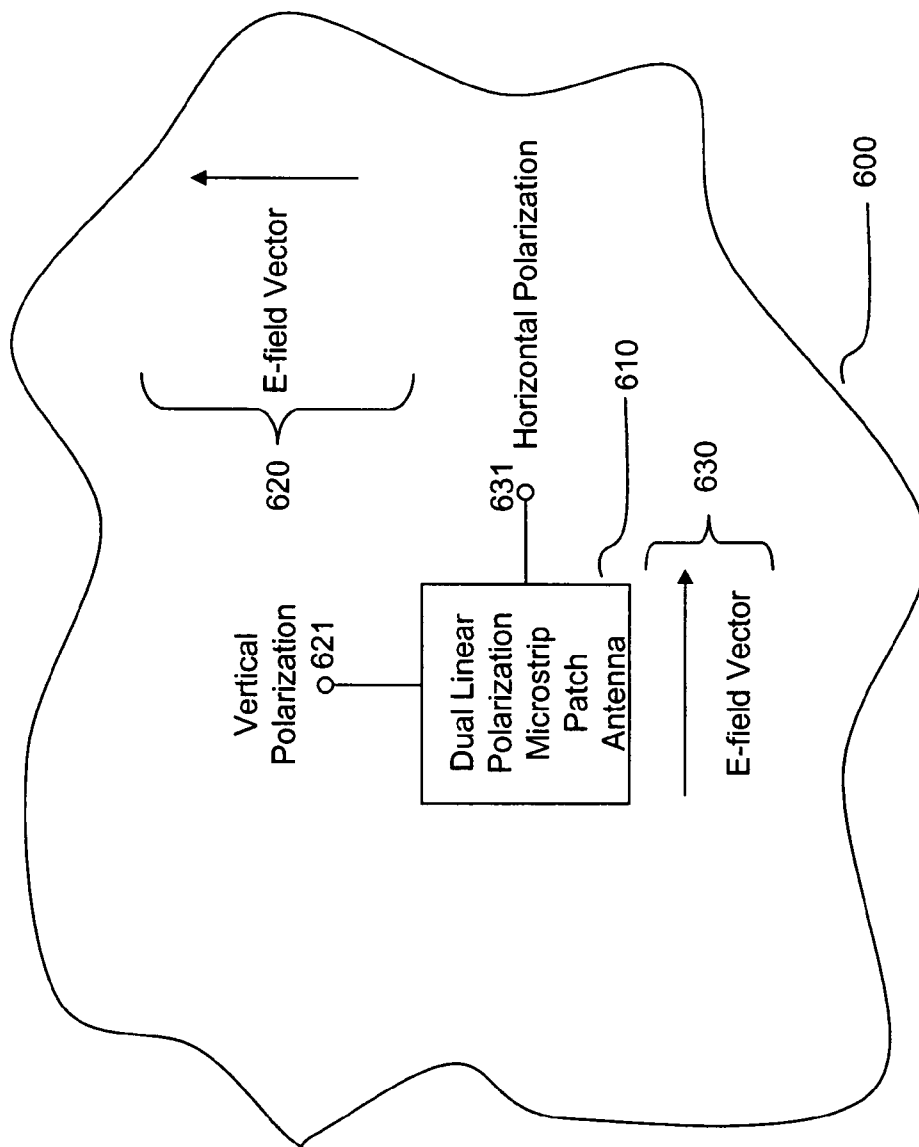 Vertical
Polarization
621
620
E-field Vector
Dual Linear
Polarization
Microstrip
Patch
Antenna
631
Horizontal Polarization
610
630
E-field Vector
600